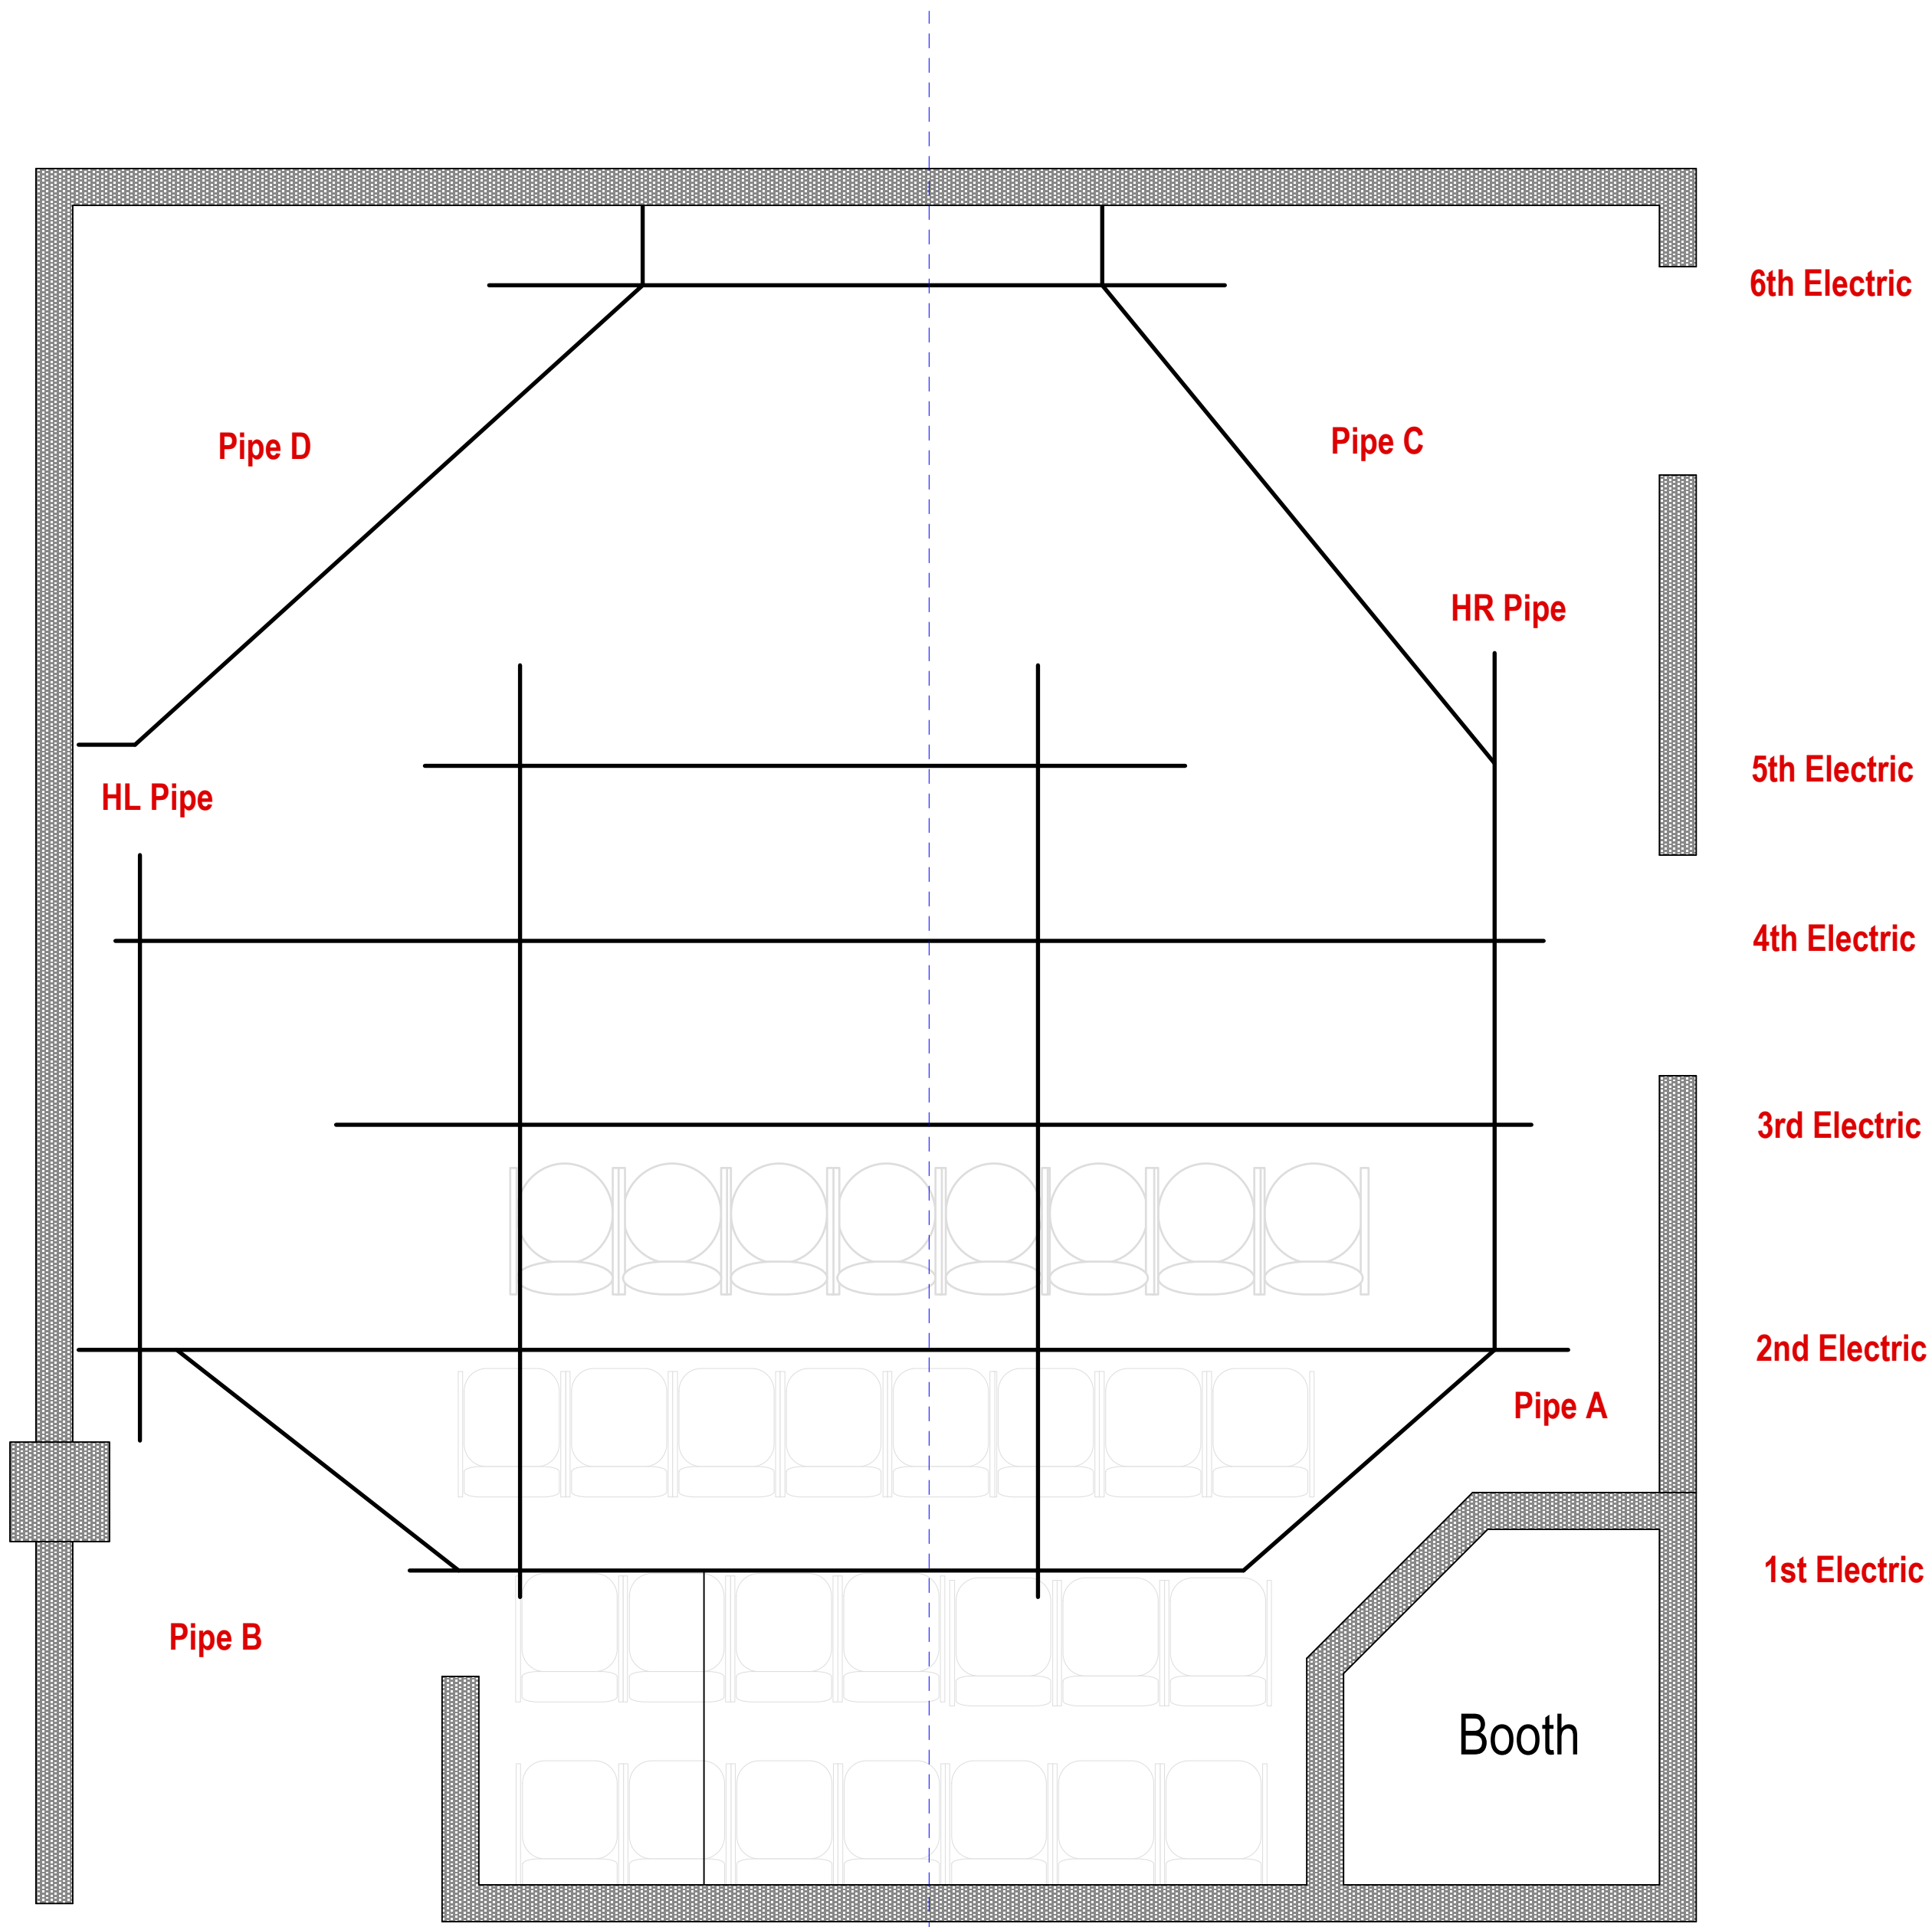 6th Electric
Pipe D
Pipe C
HR Pipe
5th Electric
HL Pipe
4th Electric
3rd Electric
2nd Electric
Pipe A
1st Electric
Pipe B
Booth